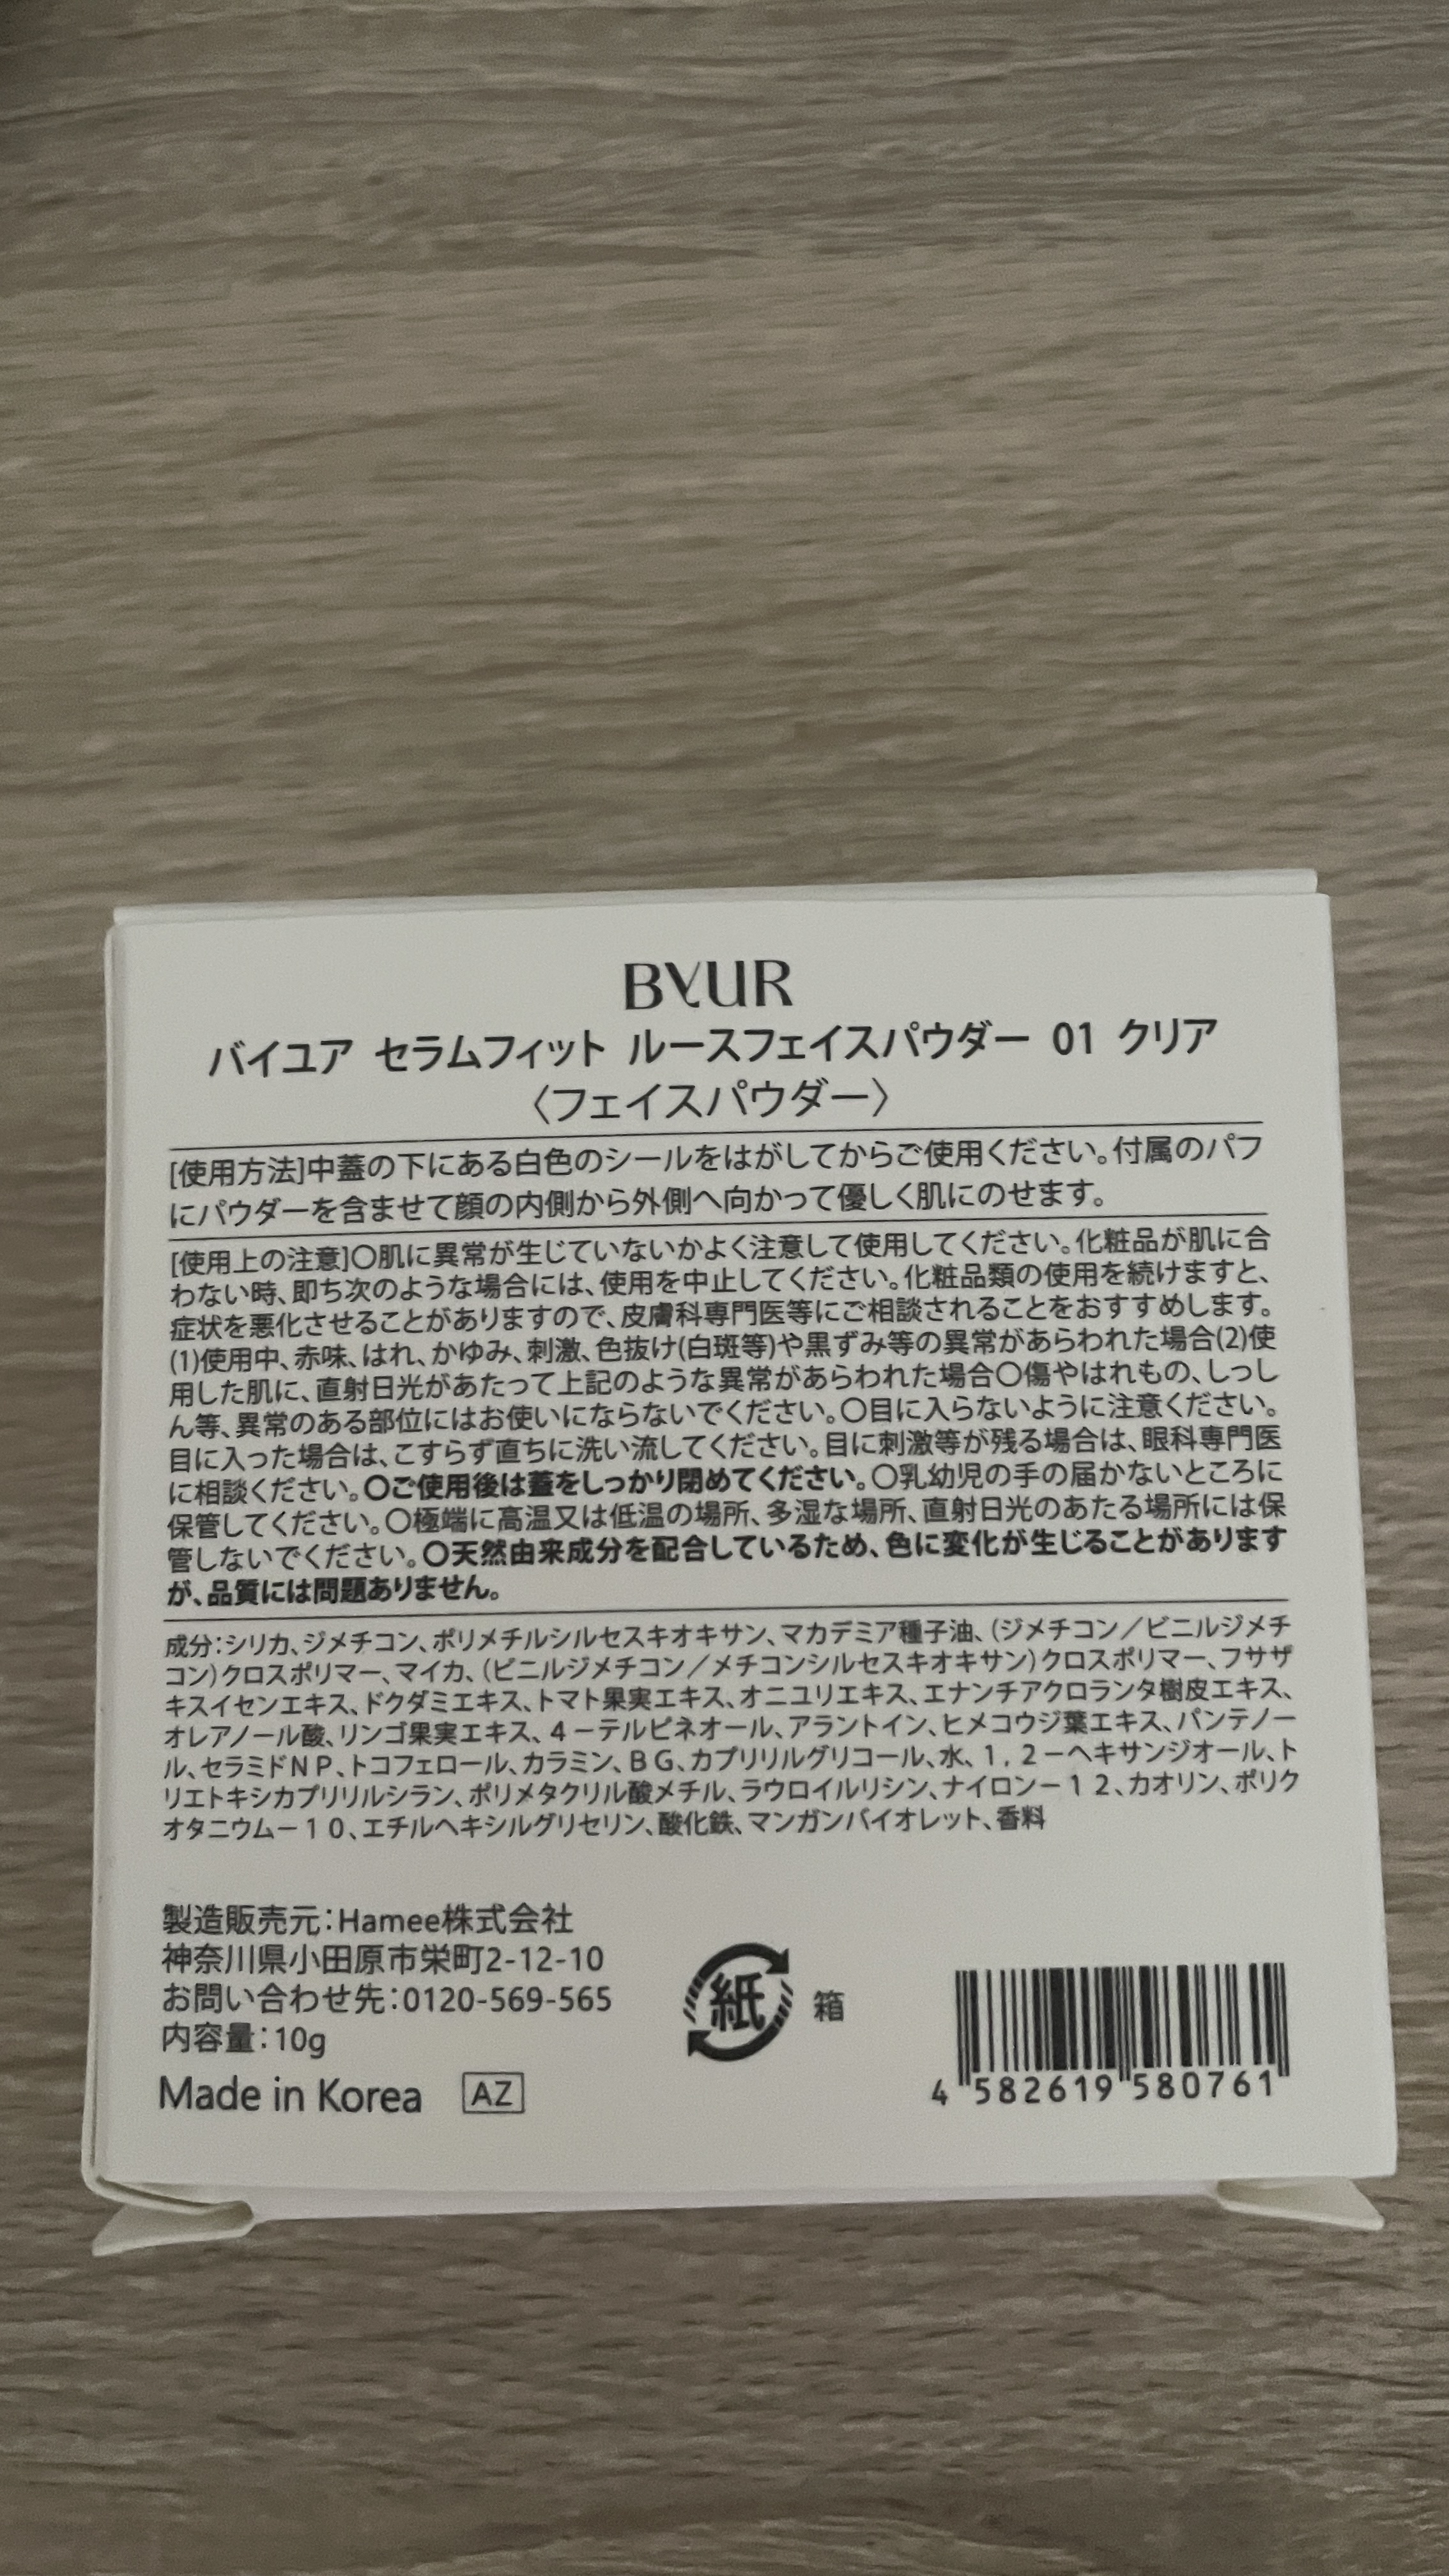 BYUR
バイユア セラムフィット ルースフェイスパウダー 01 クリア
〈フェイスパウダー〉
[使用方法]中蓋の下にある白色のシールをはがしてからご使用ください。付属のパフ
にパウダーを含ませて顔の内側から外側へ向かって優しく肌にのせます。
[使用上の注意]〇肌に異常が生じていないかよく注意して使用してください。化粧品が肌に合
わない時、即ち次のような場合には、使用を中止してください。化粧品類の使用を続けますと、
症状を悪化させることがありますので、皮膚科専門医等にご相談されることをおすすめします。
(1)使用中、赤味、はれ、かゆみ、刺激、色抜け(白斑等)や黒ずみ等の異常があらわれた場合(2)使
用した肌に、直射日光があたって上記のような異常があらわれた場合〇傷やはれもの、しっし
ん等、異常のある部位にはお使いにならないでください。〇目に入らないように注意ください。
目に入った場合は、こすらず直ちに洗い流してください。目に刺激等が残る場合は、眼科専門医
に相談ください。〇ご使用後は蓋をしっかり閉めてください。〇乳幼児の手の届かないところに
保管してください。〇極端に高温又は低温の場所、多湿な場所、直射日光のあたる場所には保
管しないでください。〇天然由来成分を配合しているため、色に変化が生じることがあります
が、品質には問題ありません。
成分:シリカ、ジメチコン、ポリメチルシルセスキオキサン、マカデミア種子油、(ジメチコン/ビニルジメチ
コン)クロスポリマー、マイカ、(ビニルジメチコン/メチコンシルセスキオキサン)クロスポリマー、フサザ
キスイセンエキス、ドクダミエキス、トマト果実エキス、オニユリエキス、エナンチアクロランタ樹皮エキス、
オレアノール酸、リンゴ果実エキス、4-テルピネオール、アラントイン、ヒメコウジ葉エキス、パンテノー
ル、セラミドNP、トコフェロール、カラミン、BG、カプリリルグリコール、水、1,2-ヘキサンジオール、ト
リエトキシカプリリルシラン、ポリメタクリル酸メチル、ラウロイルリシン、ナイロン-12、カオリン、ポリク
オタニウム-10、エチルヘキシルグリセリン、酸化鉄、マンガンバイオレット、香料
製造販売元:Hamee株式会社
神奈川県小田原市栄町2-12-10
お問い合わせ先:0120-569-565
内容量:10g
Made in Korea AZ
紙 箱
4 582619 580761